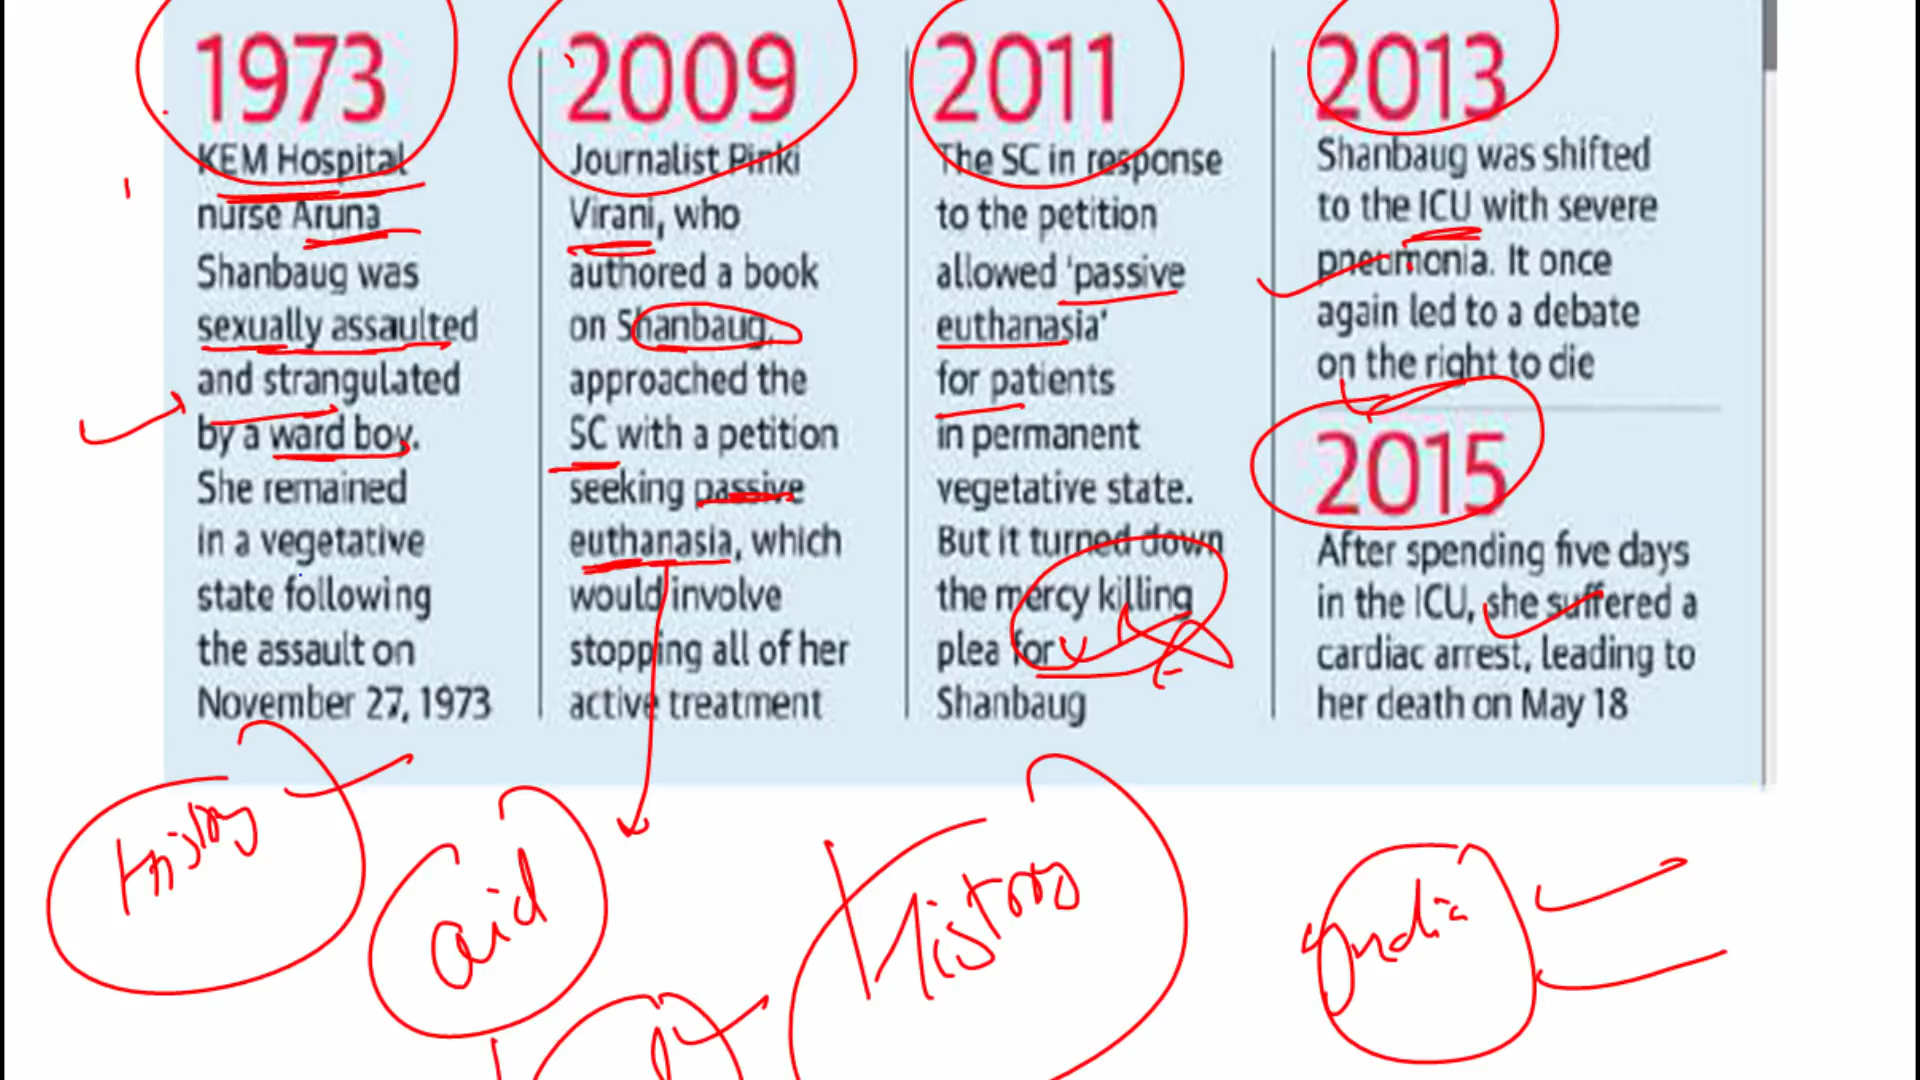 1973
KEM Hospital
nurse Aruna
Shanbaug was
sexually assaulted
and strangulated
by a ward boy.
She remained
in a vegetative
state following
the assault on
November 27, 1973
2009
Journalist Pinki
Virani, who
authored a book
on Shanbaug,
approached the
SC with a petition
seeking passive
euthanasia, which
would involve
stopping all of her
active treatment
2011
The SC in response
to the petition
allowed 'passive
euthanasia'
for patients
in permanent
vegetative state.
But it turned down
the mercy killing
plea for
Shanbaug
2013
Shanbaug was shifted
to the ICU with severe
pneumonia. It once
again led to a debate
on the right to die
2015
After spending five days
in the ICU, she suffered a
cardiac arrest, leading to
her death on May 18
aid
India